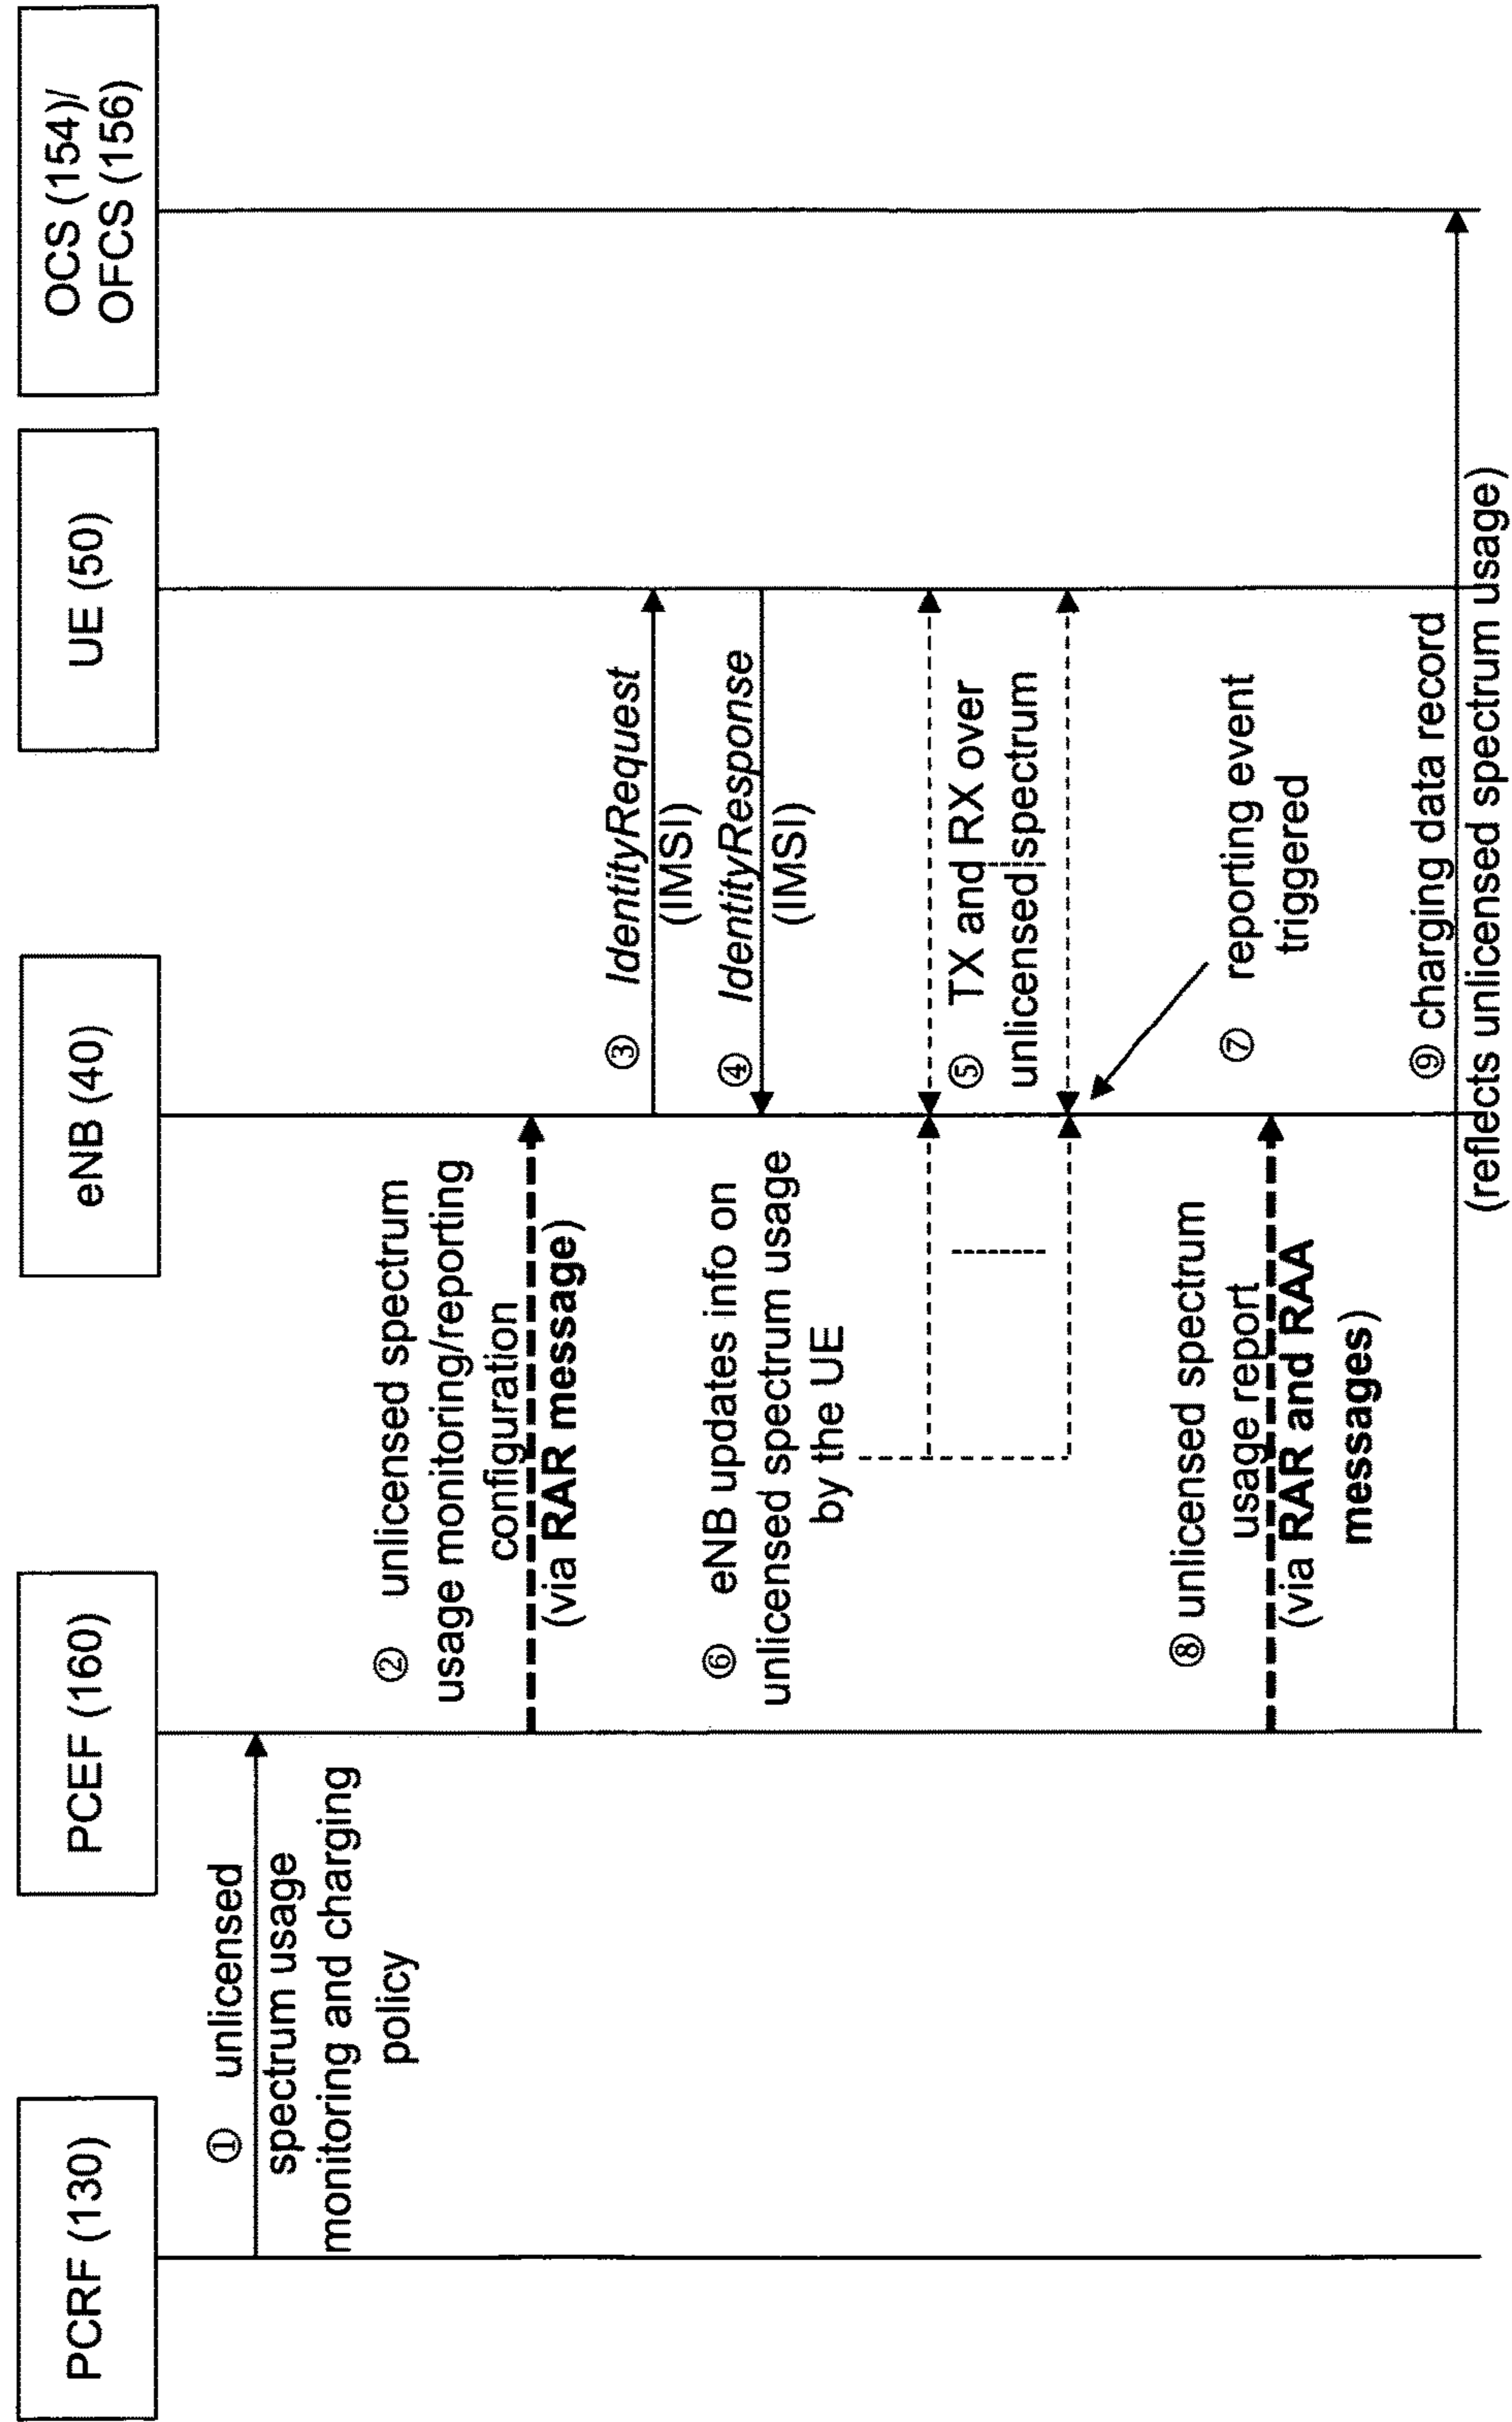 PCRF (130)
PCEF (160)
eNB (40)
UE (50)
OCS (154)/
OFCS (156)
① unlicensed
spectrum usage
monitoring and charging
policy
② unlicensed spectrum
usage monitoring/reporting
configuration
(via RAR message)
③ IdentityRequest
(IMSI)
④ IdentityResponse
(IMSI)
⑤ TX and RX over
unlicensed spectrum
⑥ eNB updates info on
unlicensed spectrum usage
by the UE
⑦ reporting event
triggered
⑧ unlicensed spectrum
usage report
(via RAR and RAA
messages)
⑨ charging data record
(reflects unlicensed spectrum usage)